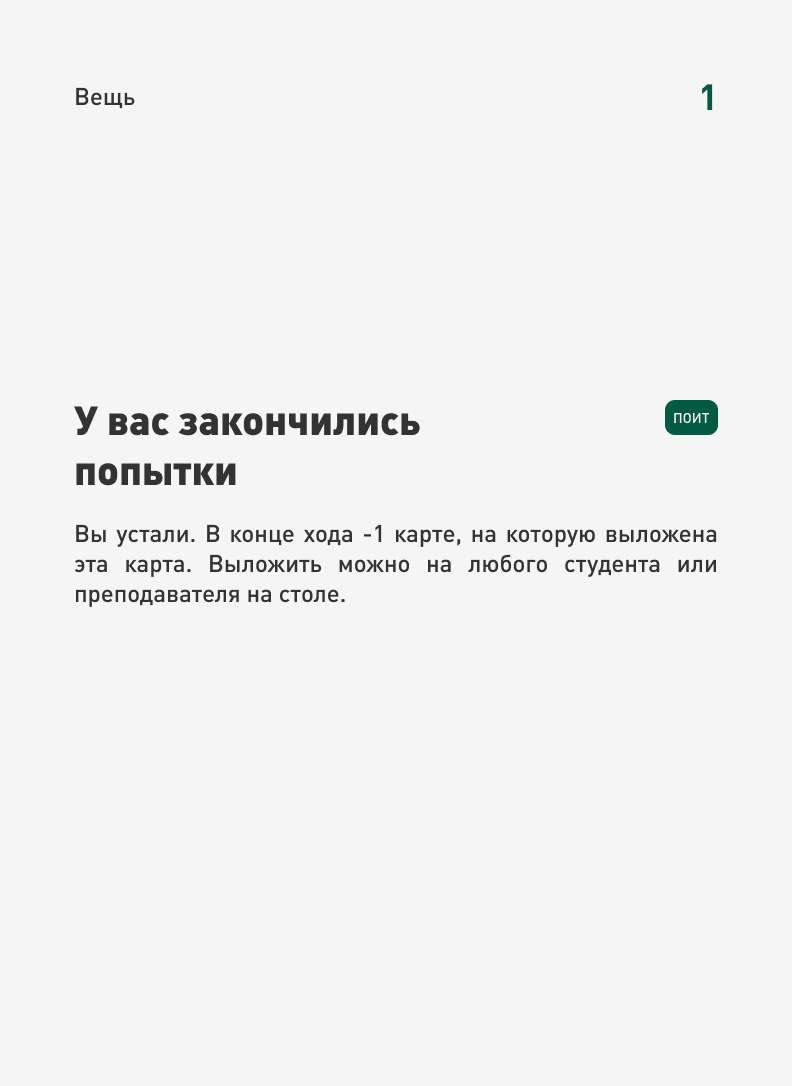 Вещь
1
У вас закончились
попытки
ПОИТ
Вы устали. В конце хода -1 карте, на которую выложена
эта карта. Выложить можно на любого студента или
преподавателя на столе.